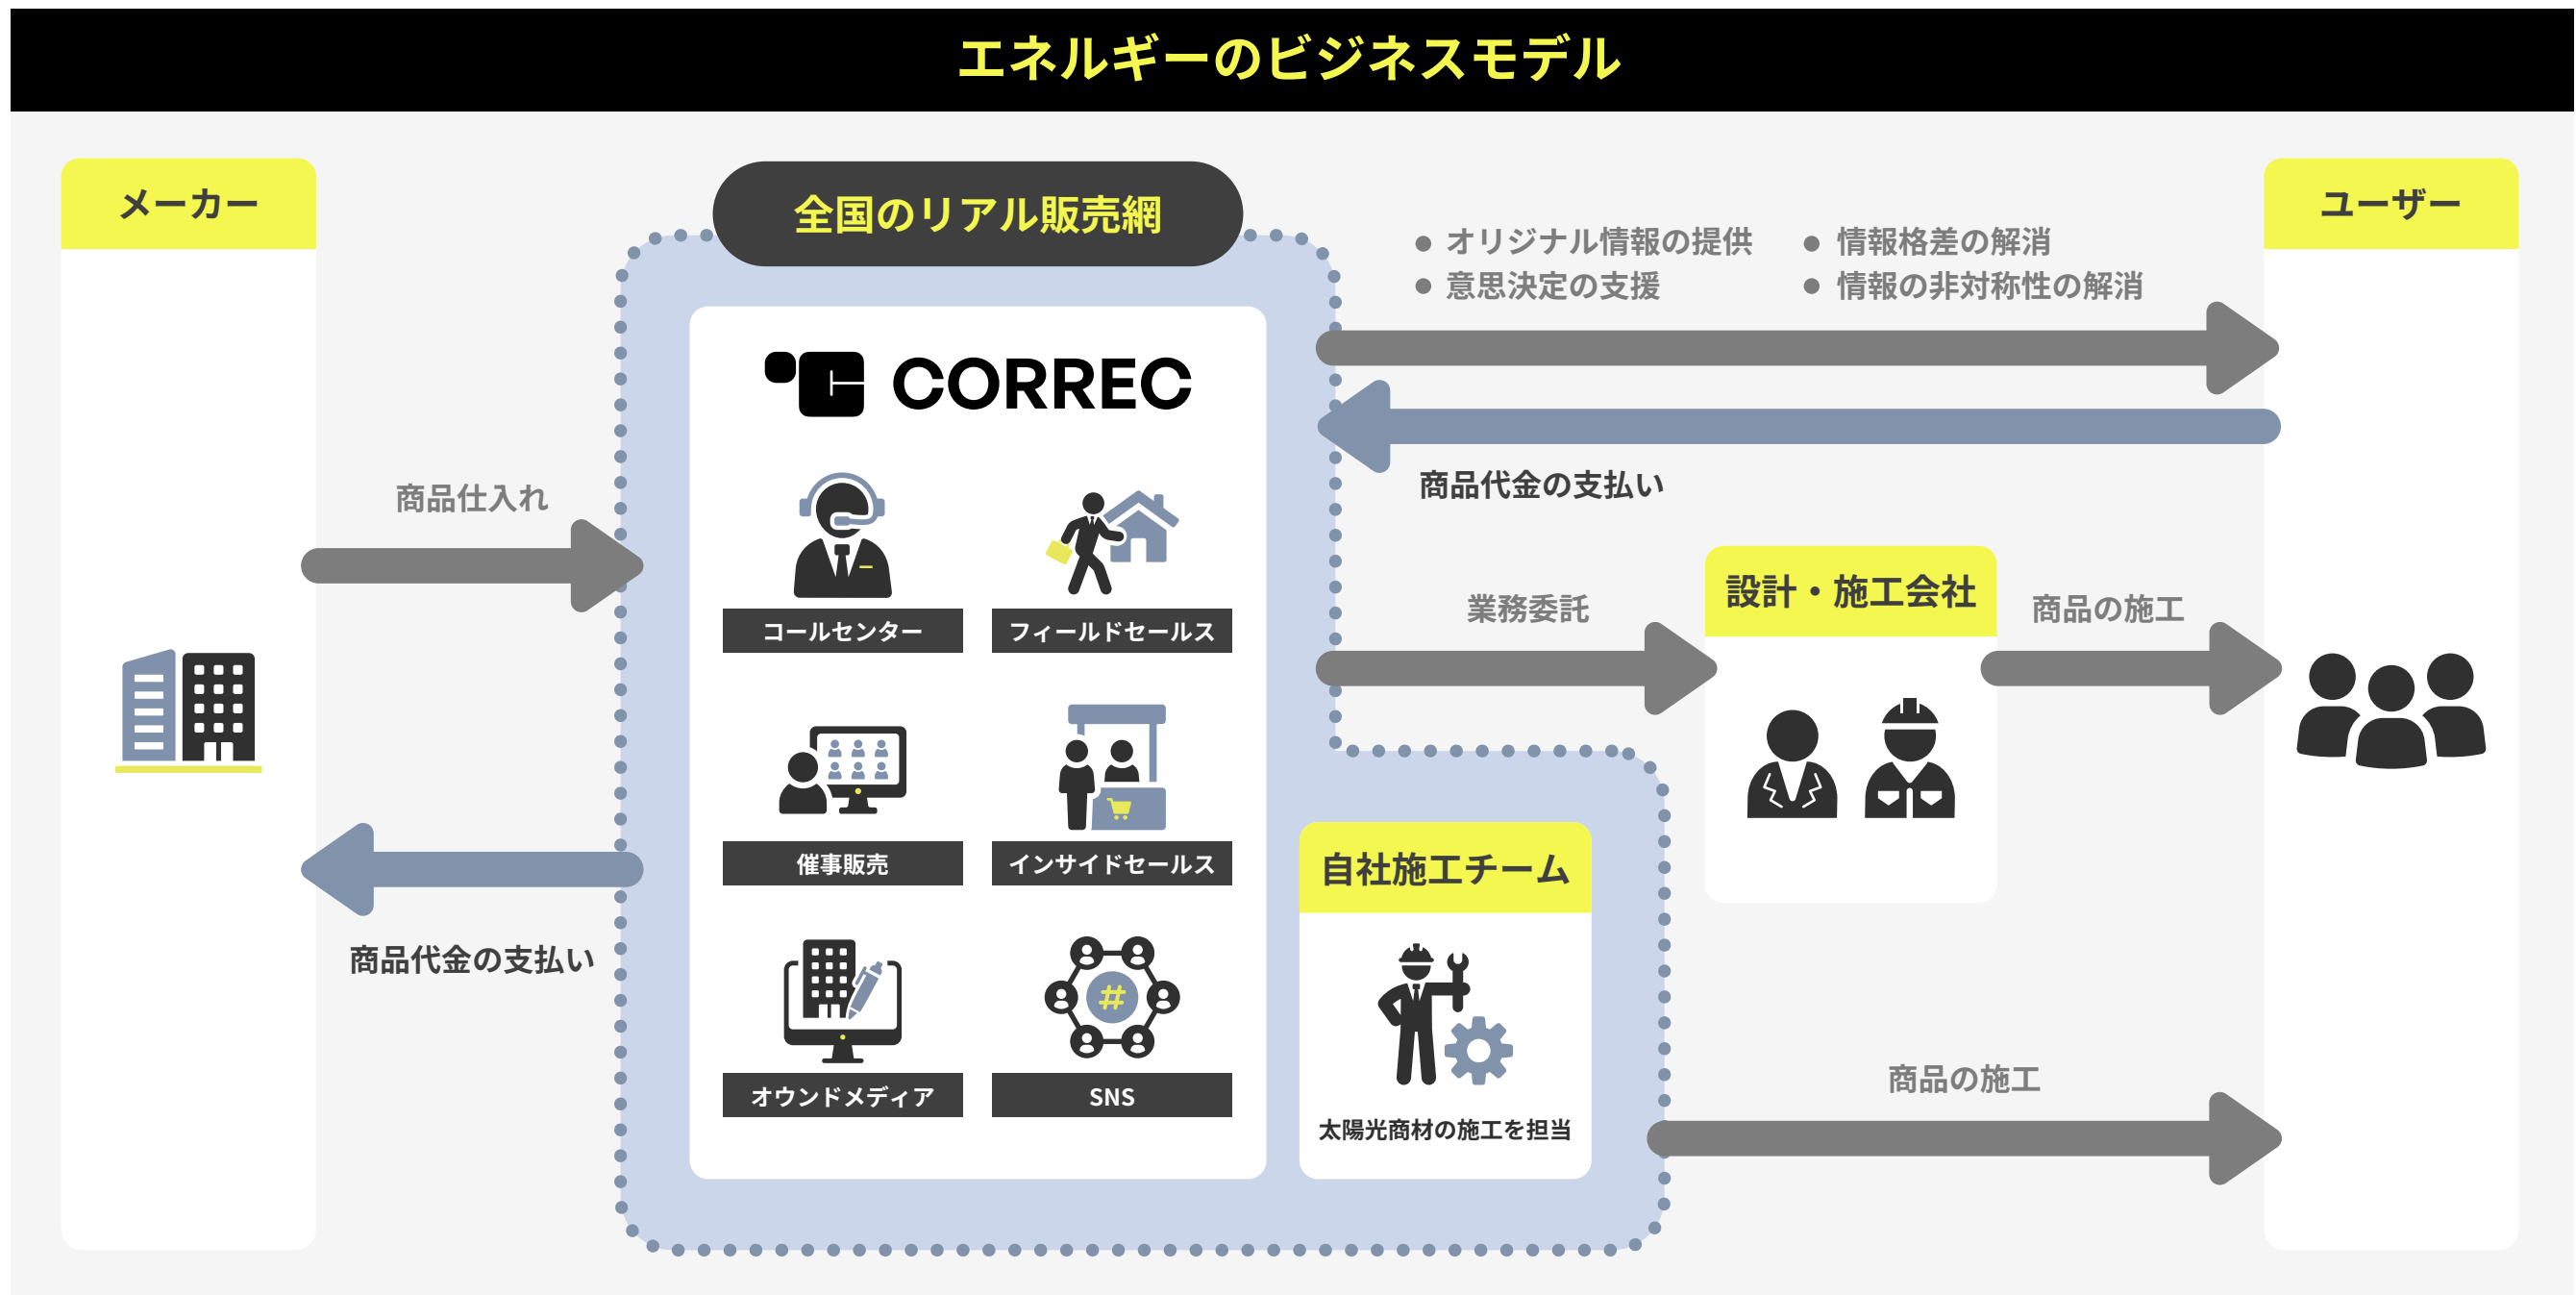 エネルギーのビジネスモデル
メーカー
商品仕入れ
商品代金の支払い
全国のリアル販売網
CORREC
コールセンター
フィールドセールス
催事販売
インサイドセールス
オウンドメディア
SNS
自社施工チーム
太陽光商材の施工を担当
● オリジナル情報の提供
● 意思決定の支援
● 情報格差の解消
● 情報の非対称性の解消
商品代金の支払い
業務委託
設計・施工会社
商品の施工
商品の施工
ユーザー